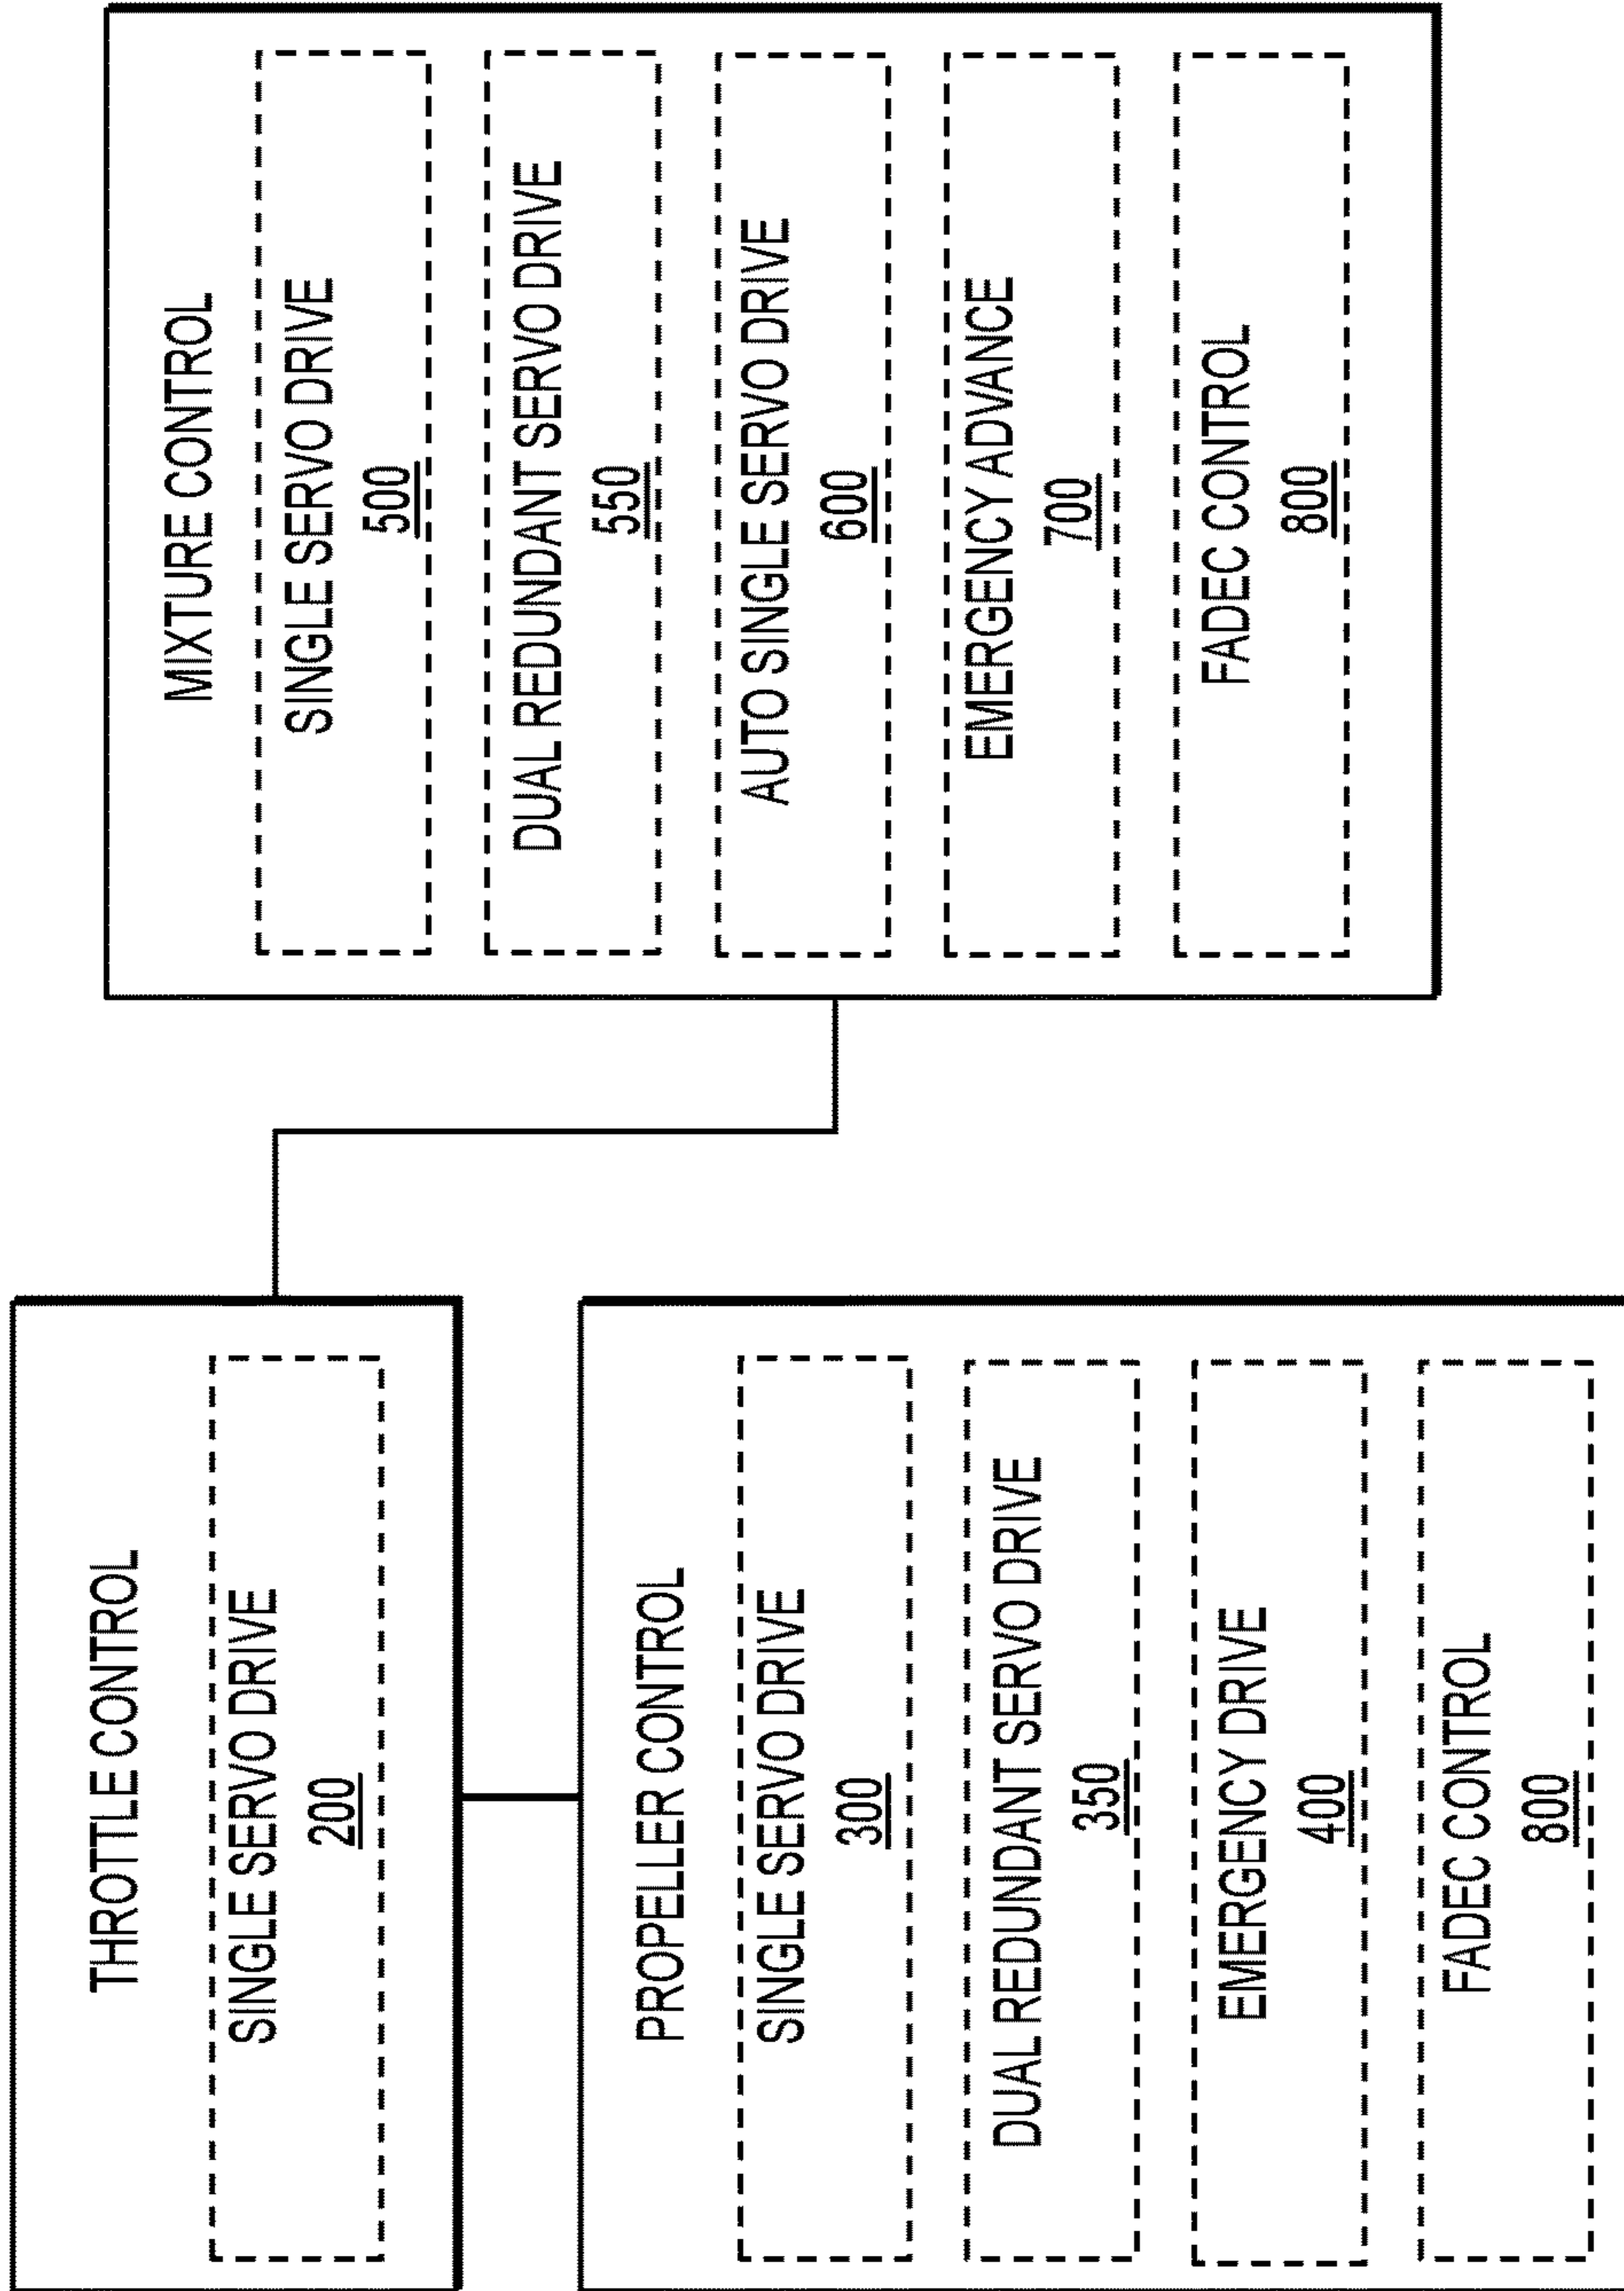 THROTTLE CONTROL
SINGLE SERVO DRIVE
200
PROPELLER CONTROL
SINGLE SERVO DRIVE
300
DUAL REDUNDANT SERVO DRIVE
350
EMERGENCY DRIVE
400
FADEC CONTROL
800
MIXTURE CONTROL
SINGLE SERVO DRIVE
500
DUAL REDUNDANT SERVO DRIVE
550
AUTO SINGLE SERVO DRIVE
600
EMERGENCY ADVANCE
700
FADEC CONTROL
800